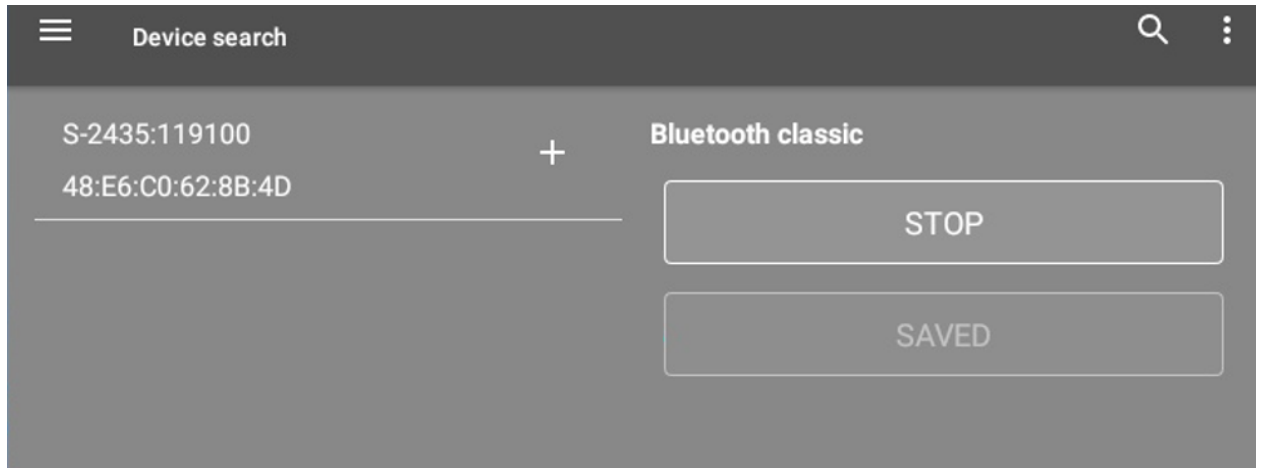 Device search
S-2435:119100
48:E6:C0:62:8B:4D
Bluetooth classic
STOP
SAVED